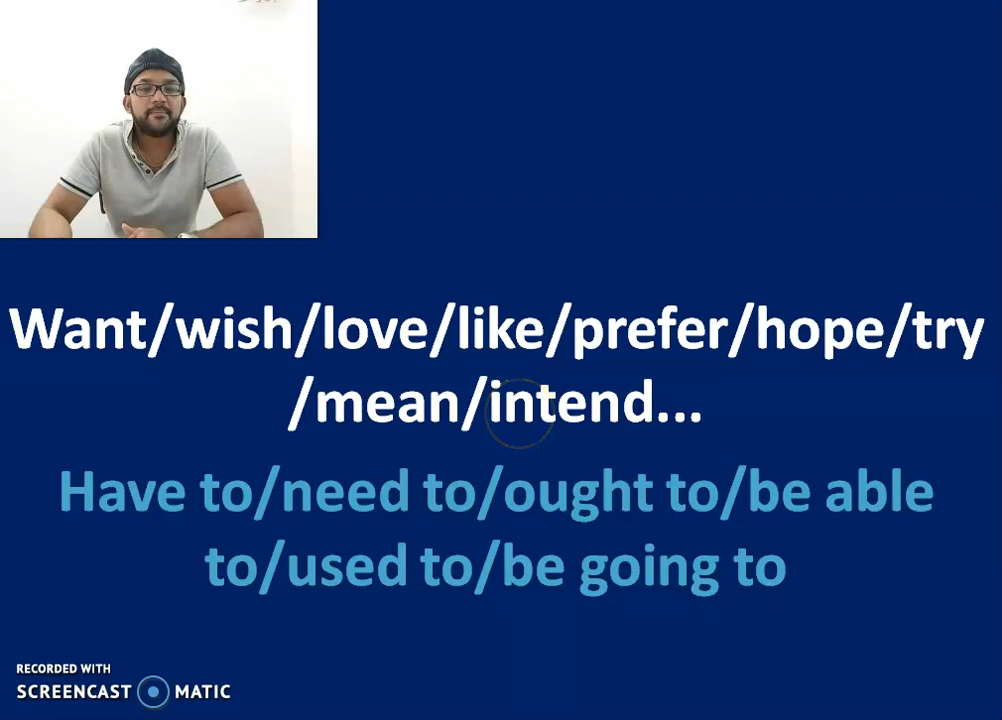 Want/wish/love/like/prefer/hope/try
/mean/intend...
Have to/need to/ought to/be able
to/used to/be going to
RECORDED WITH
SCREENCAST MATIC